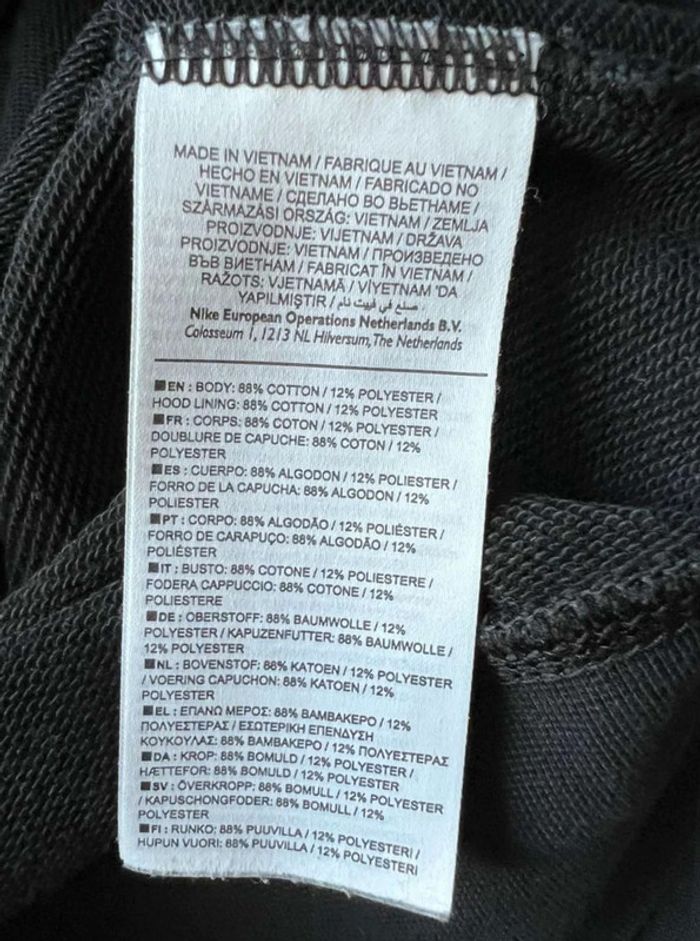 MADE IN VIETNAM / FABRIQUE AU VIETNAM /
HECHO EN VIETNAM / FABRICADO NO
VIETNAME / СДЕЛАНО ВО ВЬЕТНАМЕ /
SZÁRMAZÁSI ORSZÁG: VIETNAM / ZEMLJA
PROIZVODNJE: VIJETNAM / DRŽAVA
PROIZVODNJE: VIETNAM / ПРОИЗВЕДЕНО
ВЪВ ВИЕТНАМ / FABRICAT ÎN VIETNAM /
RAŽOTS: VJETNAMĀ / VİYETNAM 'DA
YAPILMIŞTIR / صنع في فييت نام
Nike European Operations Netherlands B.V.
Colosseum 1, 1213 NL Hilversum, The Netherlands
EN : BODY: 88% COTTON / 12% POLYESTER /
HOOD LINING: 88% COTTON / 12% POLYESTER
FR : CORPS: 88% COTON / 12% POLYESTER /
DOUBLURE DE CAPUCHE: 88% COTON / 12%
POLYESTER
ES : CUERPO: 88% ALGODON / 12% POLIESTER /
FORRO DE LA CAPUCHA: 88% ALGODON / 12%
POLIESTER
PT : CORPO: 88% ALGODÃO / 12% POLIÉSTER /
FORRO DE CARAPUÇO: 88% ALGODÃO / 12%
POLIÉSTER
IT : BUSTO: 88% COTONE / 12% POLIESTERE /
FODERA CAPPUCCIO: 88% COTONE / 12%
POLIESTERE
DE : OBERSTOFF: 88% BAUMWOLLE / 12%
POLYESTER / KAPUZENFUTTER: 88% BAUMWOLLE /
12% POLYESTER
NL : BOVENSTOF: 88% KATOEN / 12% POLYESTER
/ VOERING CAPUCHON: 88% KATOEN / 12%
POLYESTER
EL : ΕΠΑΝΩ ΜΕΡΟΣ: 88% ΒΑΜΒΑΚΕΡΟ / 12%
ΠΟΛΥΕΣΤΕΡΑΣ / ΕΣΩΤΕΡΙΚΗ ΕΠΕΝΔΥΣΗ
ΚΟΥΚΟΥΛΑΣ: 88% ΒΑΜΒΑΚΕΡΟ / 12% ΠΟΛΥΕΣΤΕΡΑΣ
DA : KROP: 88% BOMULD / 12% POLYESTER /
HÆTTEFOR: 88% BOMULD / 12% POLYESTER
SV : ÖVERKROPP: 88% BOMULL / 12% POLYESTER
/ KAPUSCHONGFODER: 88% BOMULL / 12%
POLYESTER
FI : RUNKO: 88% PUUVILLA / 12% POLYESTERI /
HUPUN VUORI: 88% PUUVILLA / 12% POLYESTERI